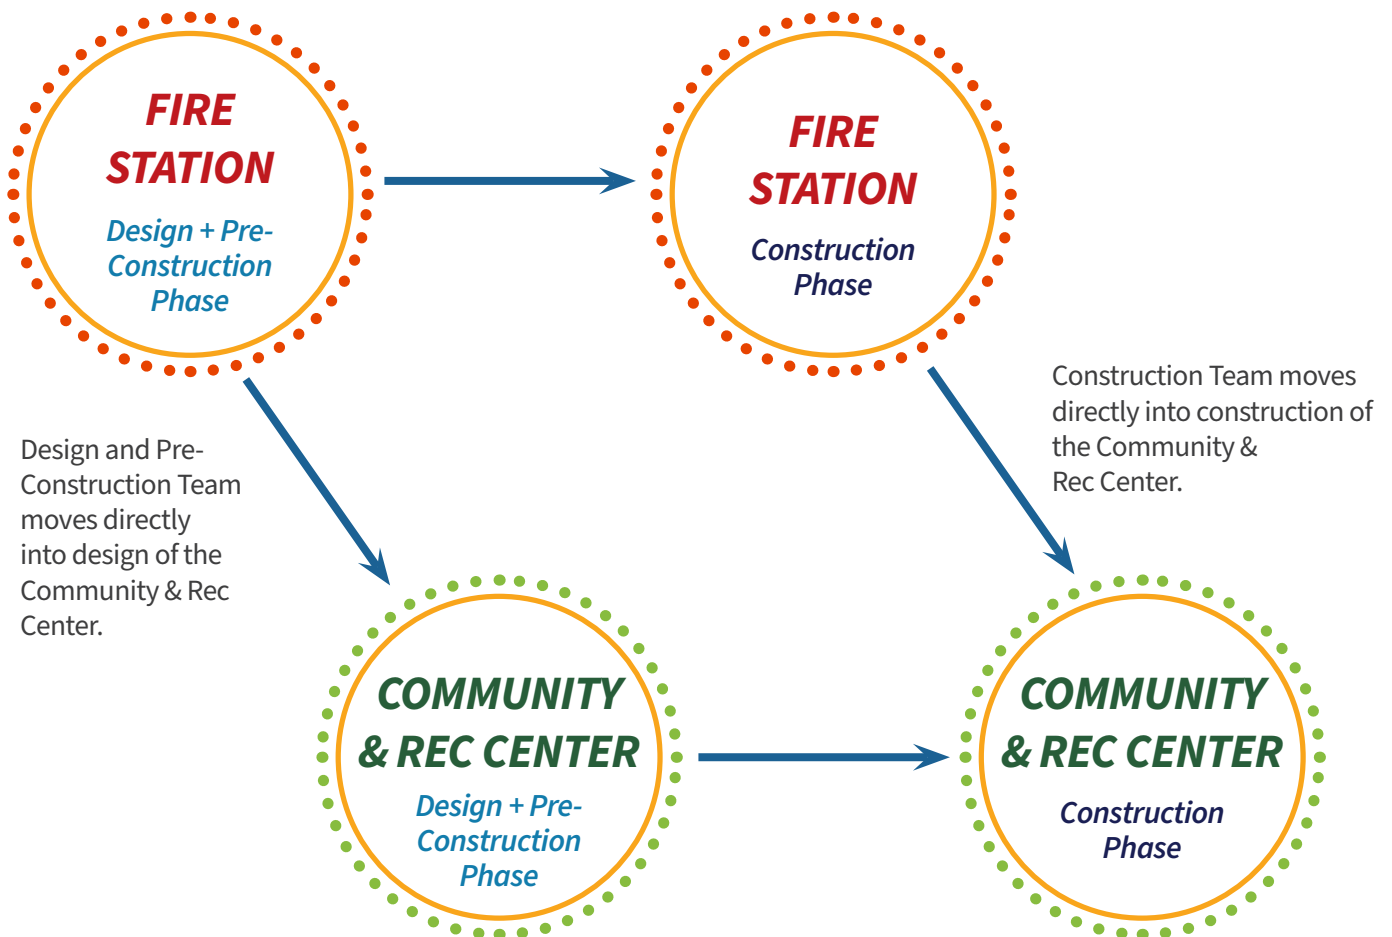 FIRE
STATION
Design + Pre-
Construction
Phase
FIRE
STATION
Construction
Phase
Construction Team moves
directly into construction of
the Community &
Rec Center.
Design and Pre-
Construction Team
moves directly
into design of the
Community & Rec
Center.
COMMUNITY
& REC CENTER
Design + Pre-
Construction
Phase
COMMUNITY
& REC CENTER
Construction
Phase